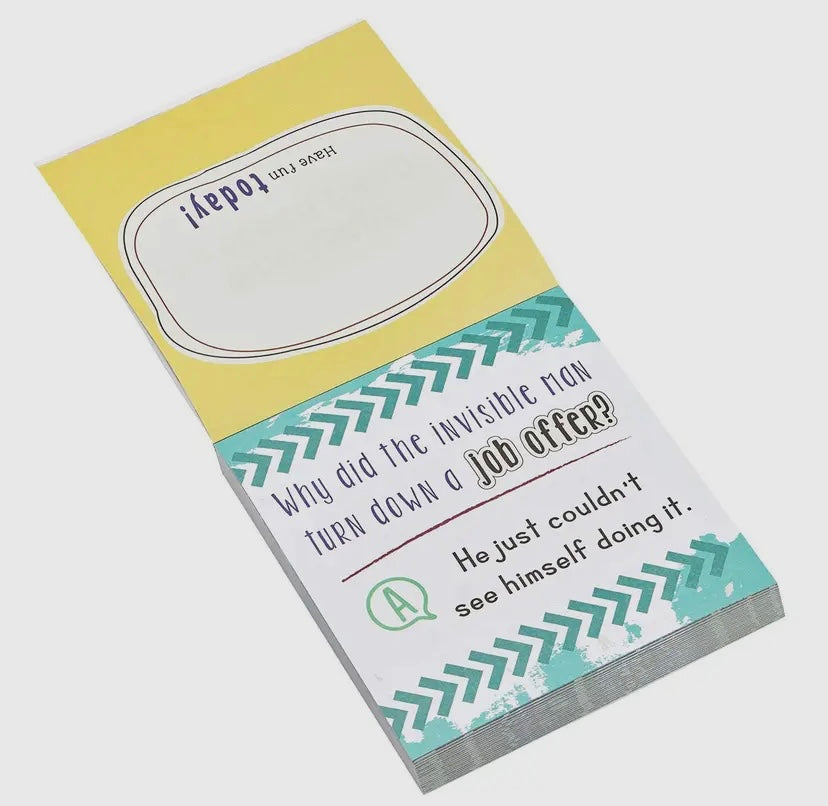 Have fun
today!
Why did the invisible man
turn down a job offer?
A
He just couldn't
see himself doing it.